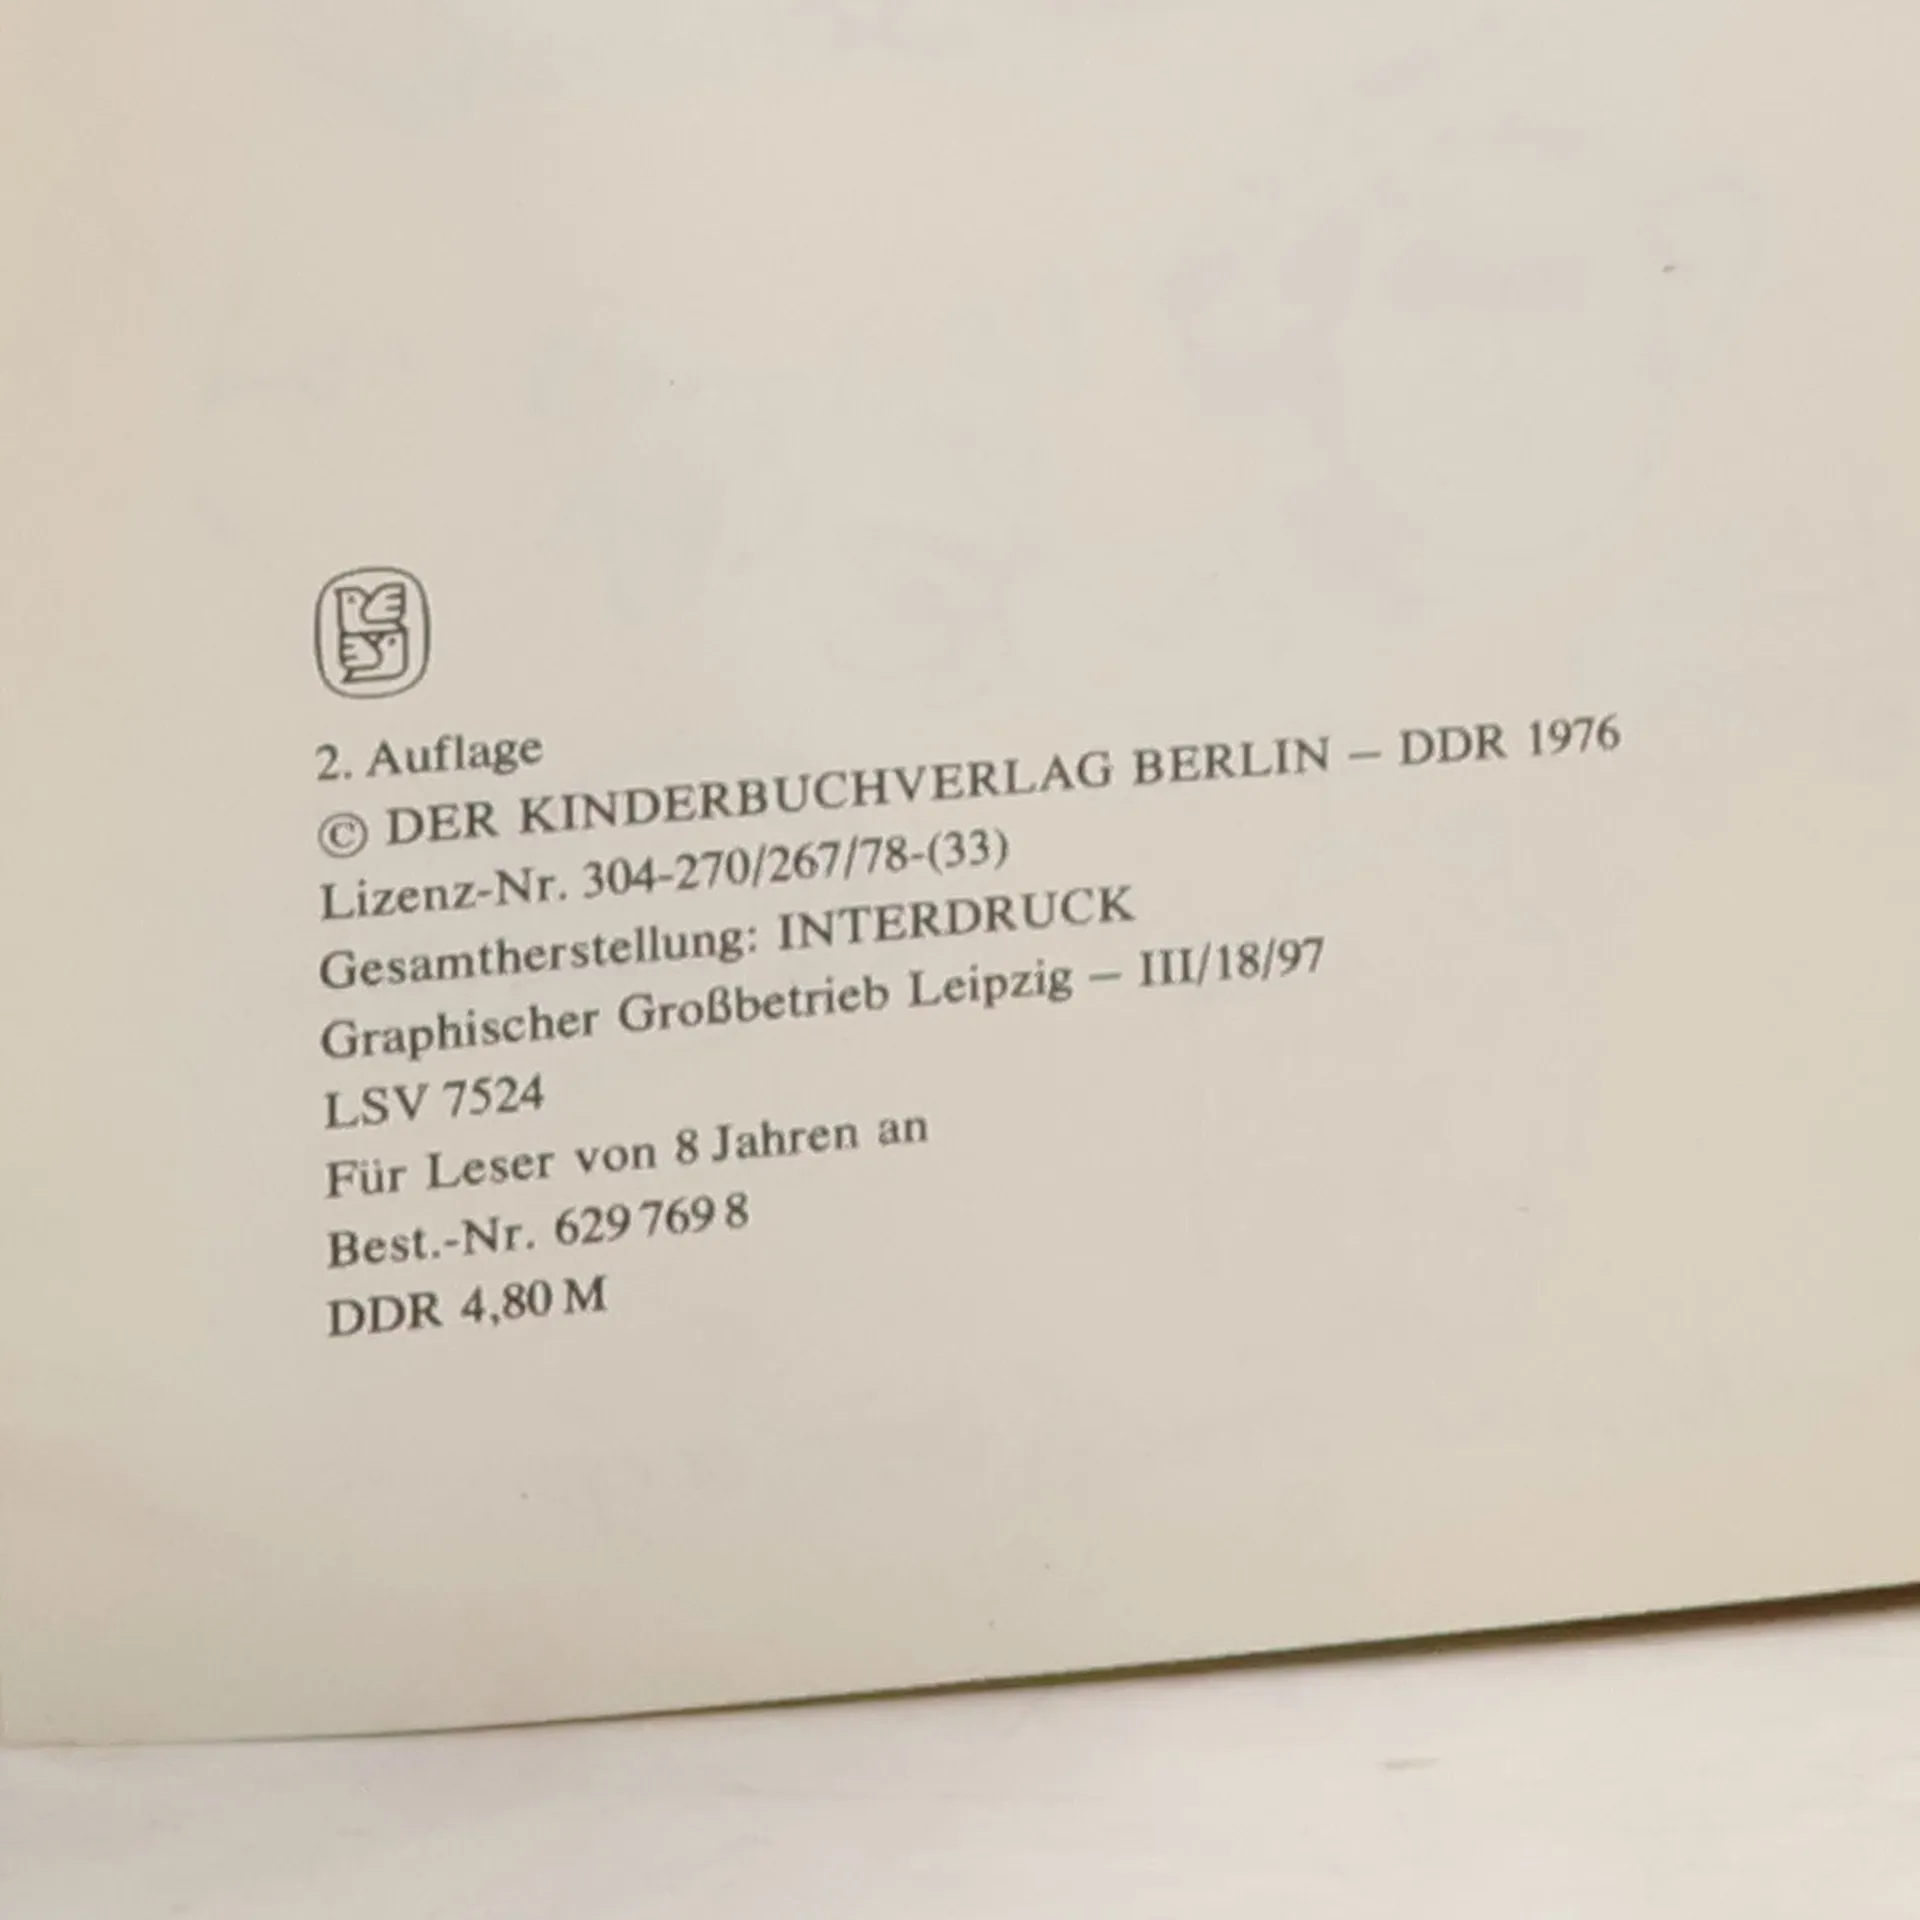 2. Auflage
© DER KINDERBUCHVERLAG BERLIN – DDR 1976
Lizenz-Nr. 304-270/267/78-(33)
Gesamtherstellung: INTERDRUCK
Graphischer Großbetrieb Leipzig – III/18/97
LSV 7524
Für Leser von 8 Jahren an
Best.-Nr. 629 769 8
DDR 4,80 M